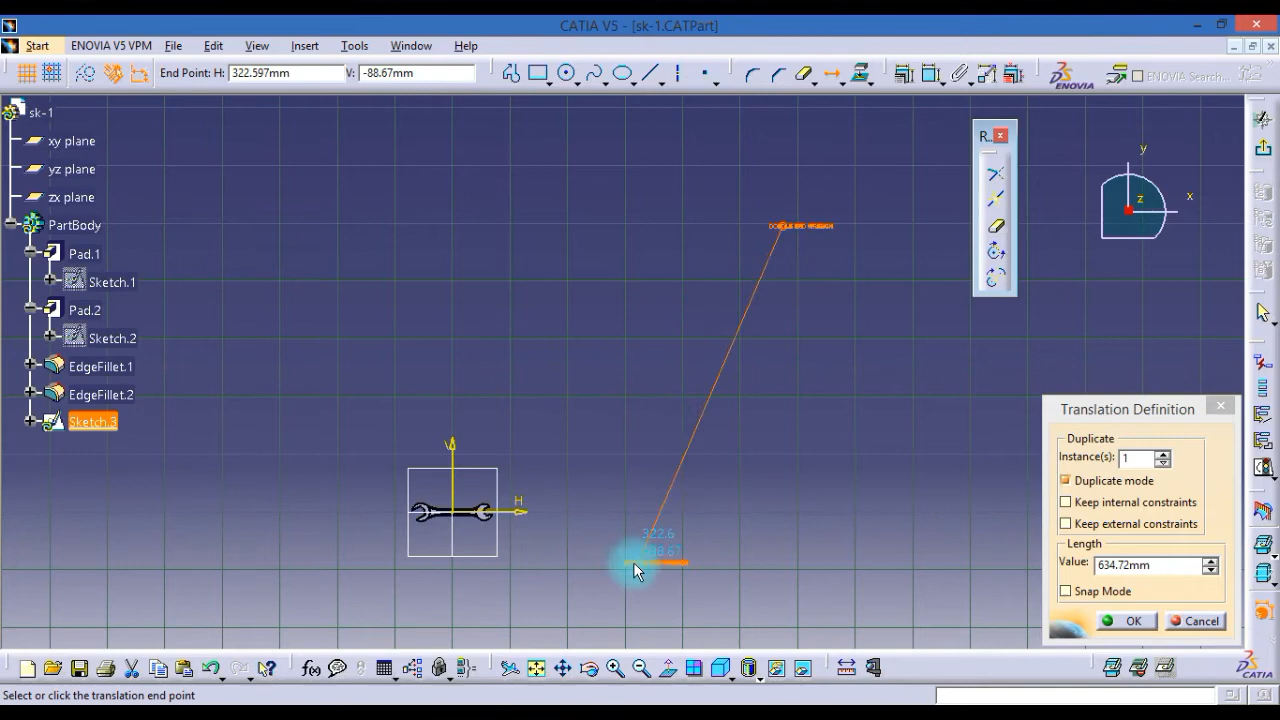 CATIA V5 - [sk-1.CATPart]
Start ENOVIA V5 VPM File Edit View Insert Tools Window Help
End Point: H: 322.597mm V: -88.67mm ENOVIA ENOVIA Search...
sk-1
xy plane
yz plane
zx plane
PartBody
Pad.1
Sketch.1
Pad.2
Sketch.2
EdgeFillet.1
EdgeFillet.2
Sketch.3
R..
y
x
z
V
H
322.6
Translation Definition
Duplicate
Instance(s): 1
Duplicate mode
Keep internal constraints
Keep external constraints
Length
Value: 634.72mm
Snap Mode
OK Cancel
f(x)
CATIA
Select or click the translation end point